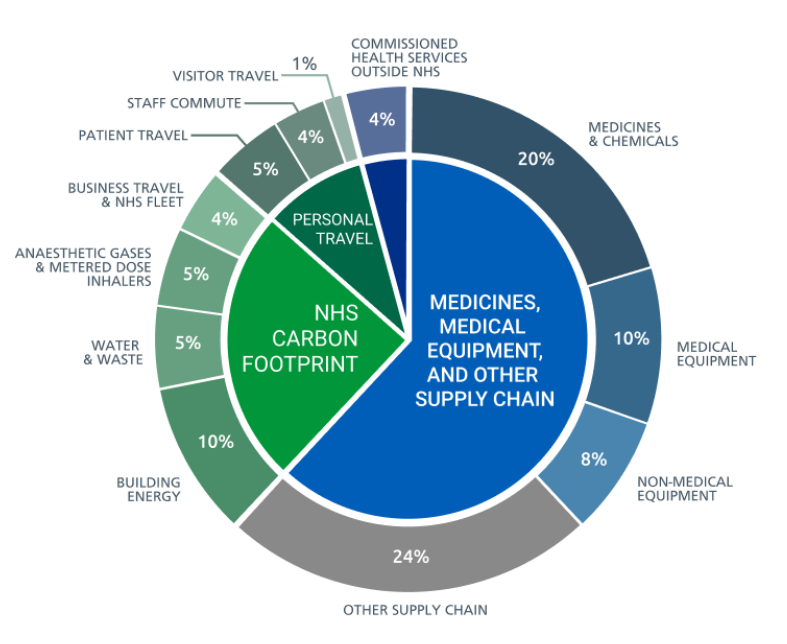 COMMISSIONED
HEALTH SERVICES
OUTSIDE NHS
1%
VISITOR TRAVEL
STAFF COMMUTE
PATIENT TRAVEL
BUSINESS TRAVEL
& NHS FLEET
ANAESTHETIC GASES
& METERED DOSE
INHALERS
WATER
& WASTE
BUILDING
ENERGY
OTHER SUPPLY CHAIN
NON-MEDICAL
EQUIPMENT
MEDICAL
EQUIPMENT
MEDICINES
& CHEMICALS
4%
20%
10%
8%
24%
10%
5%
5%
4%
5%
4%
PERSONAL
TRAVEL
NHS
CARBON
FOOTPRINT
MEDICINES,
MEDICAL
EQUIPMENT,
AND OTHER
SUPPLY CHAIN